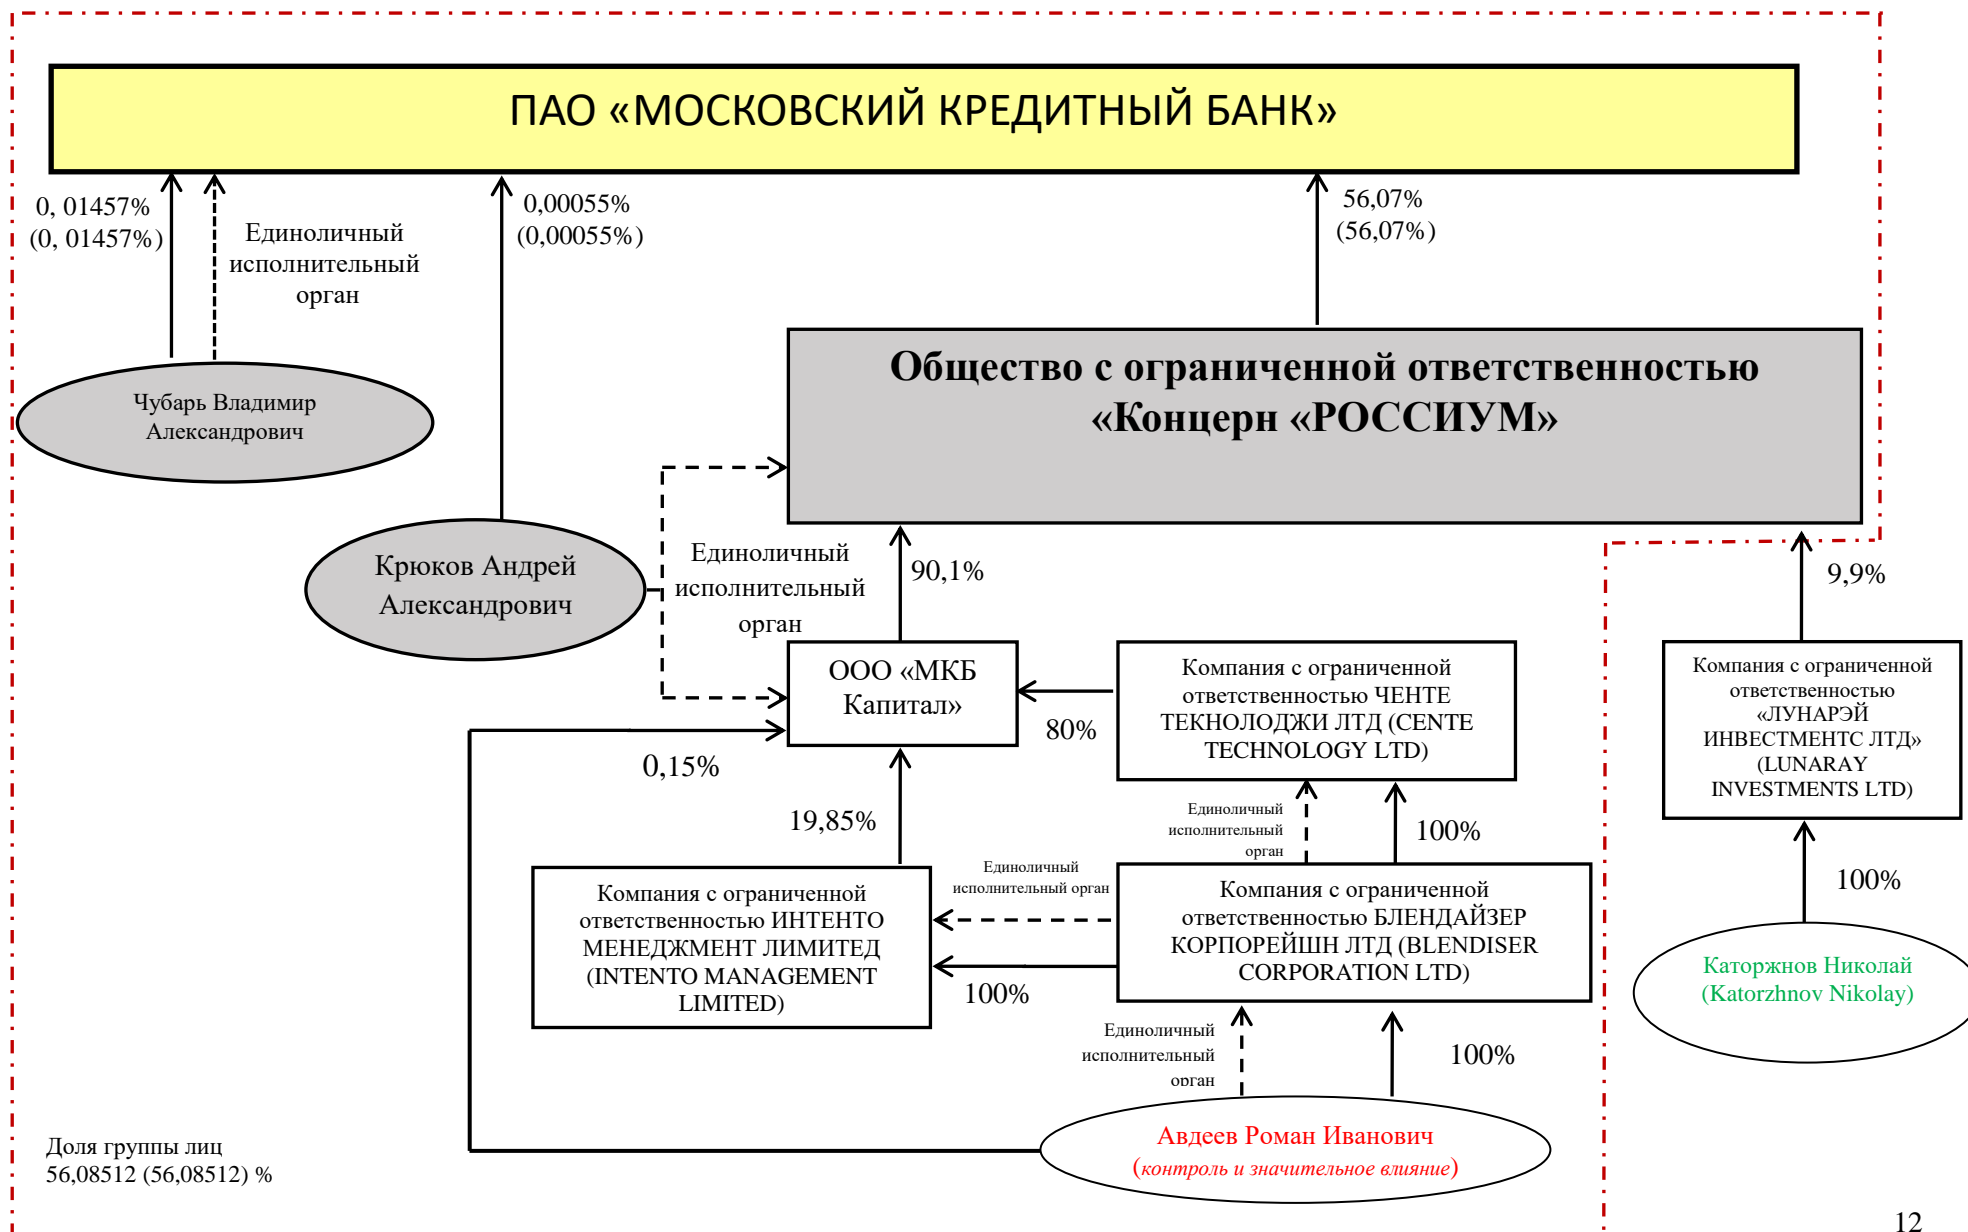 ПАО «МОСКОВСКИЙ КРЕДИТНЫЙ БАНК»
0, 01457%
(0, 01457%)
Единоличный
исполнительный
орган
0,00055%
(0,00055%)
56,07%
(56,07%)
Общество с ограниченной ответственностью
«Концерн «РОССИУМ»
Чубарь Владимир
Александрович
Крюков Андрей
Александрович
Единоличный
исполнительный
орган
90,1%
9,9%
ООО «МКБ
Капитал»
80%
Компания с ограниченной
ответственностью ЧЕНТЕ
ТЕКНОЛОДЖИ ЛТД (CENTE
TECHNOLOGY LTD)
Компания с ограниченной
ответственностью
«ЛУНАРЭЙ
ИНВЕСТМЕНТС ЛТД»
(LUNARAY
INVESTMENTS LTD)
0,15%
19,85%
Единоличный
исполнительный
орган
100%
Единоличный
исполнительный орган
100%
Компания с ограниченной
ответственностью ИНТЕНТО
МЕНЕДЖМЕНТ ЛИМИТЕД
(INTENTO MANAGEMENT
LIMITED)
100%
Компания с ограниченной
ответственностью БЛЕНДАЙЗЕР
КОРПОРЕЙШН ЛТД (BLENDISER
CORPORATION LTD)
Каторжнов Николай
(Katorzhnov Nikolay)
Единоличный
исполнительный
орган
100%
Авдеев Роман Иванович
(контроль и значительное влияние)
Доля группы лиц
56,08512 (56,08512) %
12